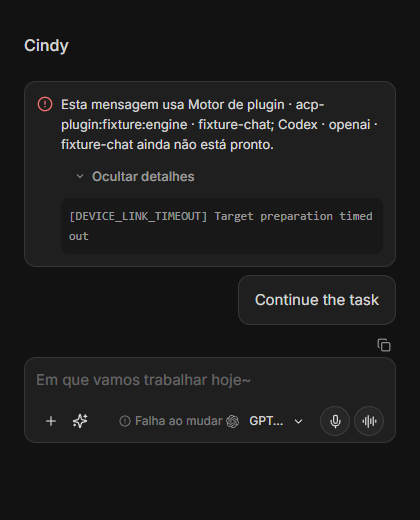 Cindy
Esta mensagem usa Motor de plugin · acp-
plugin:fixture:engine · fixture-chat; Codex · openai ·
fixture-chat ainda não está pronto.
Ocultar detalhes
[DEVICE_LINK_TIMEOUT] Target preparation timed
out
Continue the task
Em que vamos trabalhar hoje~
Falha ao mudar GPT...